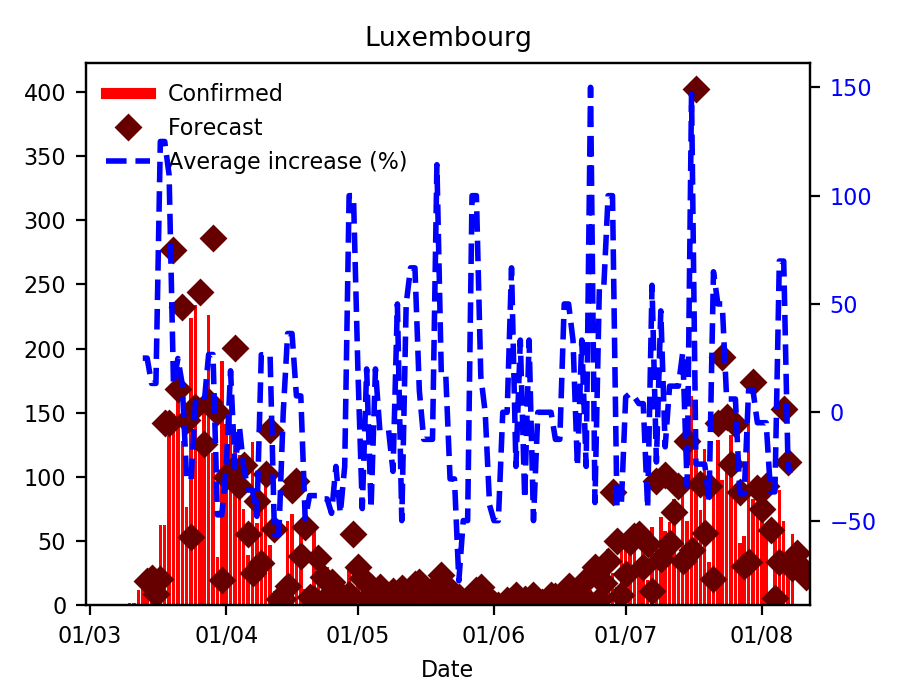 Luxembourg
Confirmed
Forecast
Average increase (%)
400
350
300
250
200
150
100
50
0
150
100
50
0
−50
01/03 01/04 01/05 01/06 01/07 01/08
Date